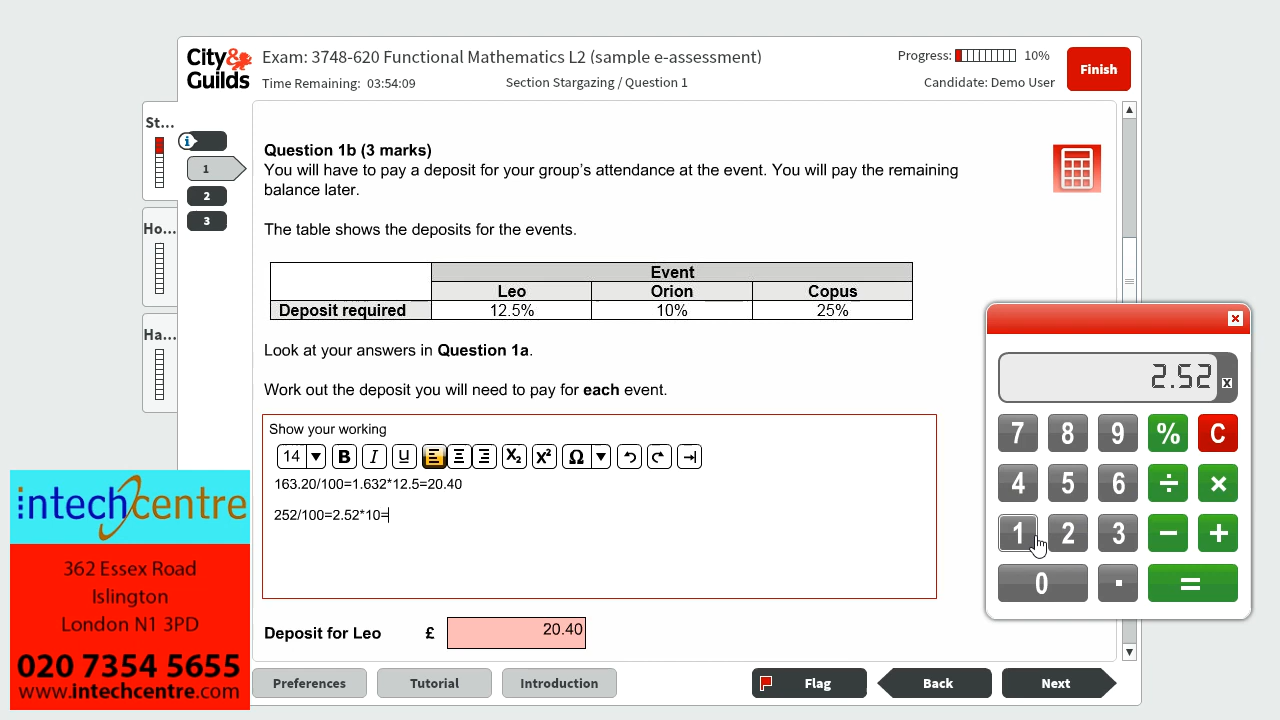 City&
Guilds
Exam: 3748-620 Functional Mathematics L2 (sample e-assessment)
Time Remaining: 03:54:09
Section Stargazing / Question 1
Progress:
10%
Candidate: Demo User
Finish
St...
Ho...
Ha...
i
1
2
3
Question 1b (3 marks)
You will have to pay a deposit for your group's attendance at the event. You will pay the remaining
balance later.
The table shows the deposits for the events.
Event
Leo Orion Copus
Deposit required 12.5% 10% 25%
Look at your answers in Question 1a.
Work out the deposit you will need to pay for each event.
Show your working
14 B I U X₂ X² Ω
163.20/100=1.632*12.5=20.40
252/100=2.52*10=
Deposit for Leo £ 20.40
Preferences
Tutorial
Introduction
Flag
Back
Next
x
2.52
x
7 8 9 % C
4 5 6 ÷ ×
1 2 3 − +
0 . =
intechcentre
362 Essex Road
Islington
London N1 3PD
020 7354 5655
www.intechcentre.com